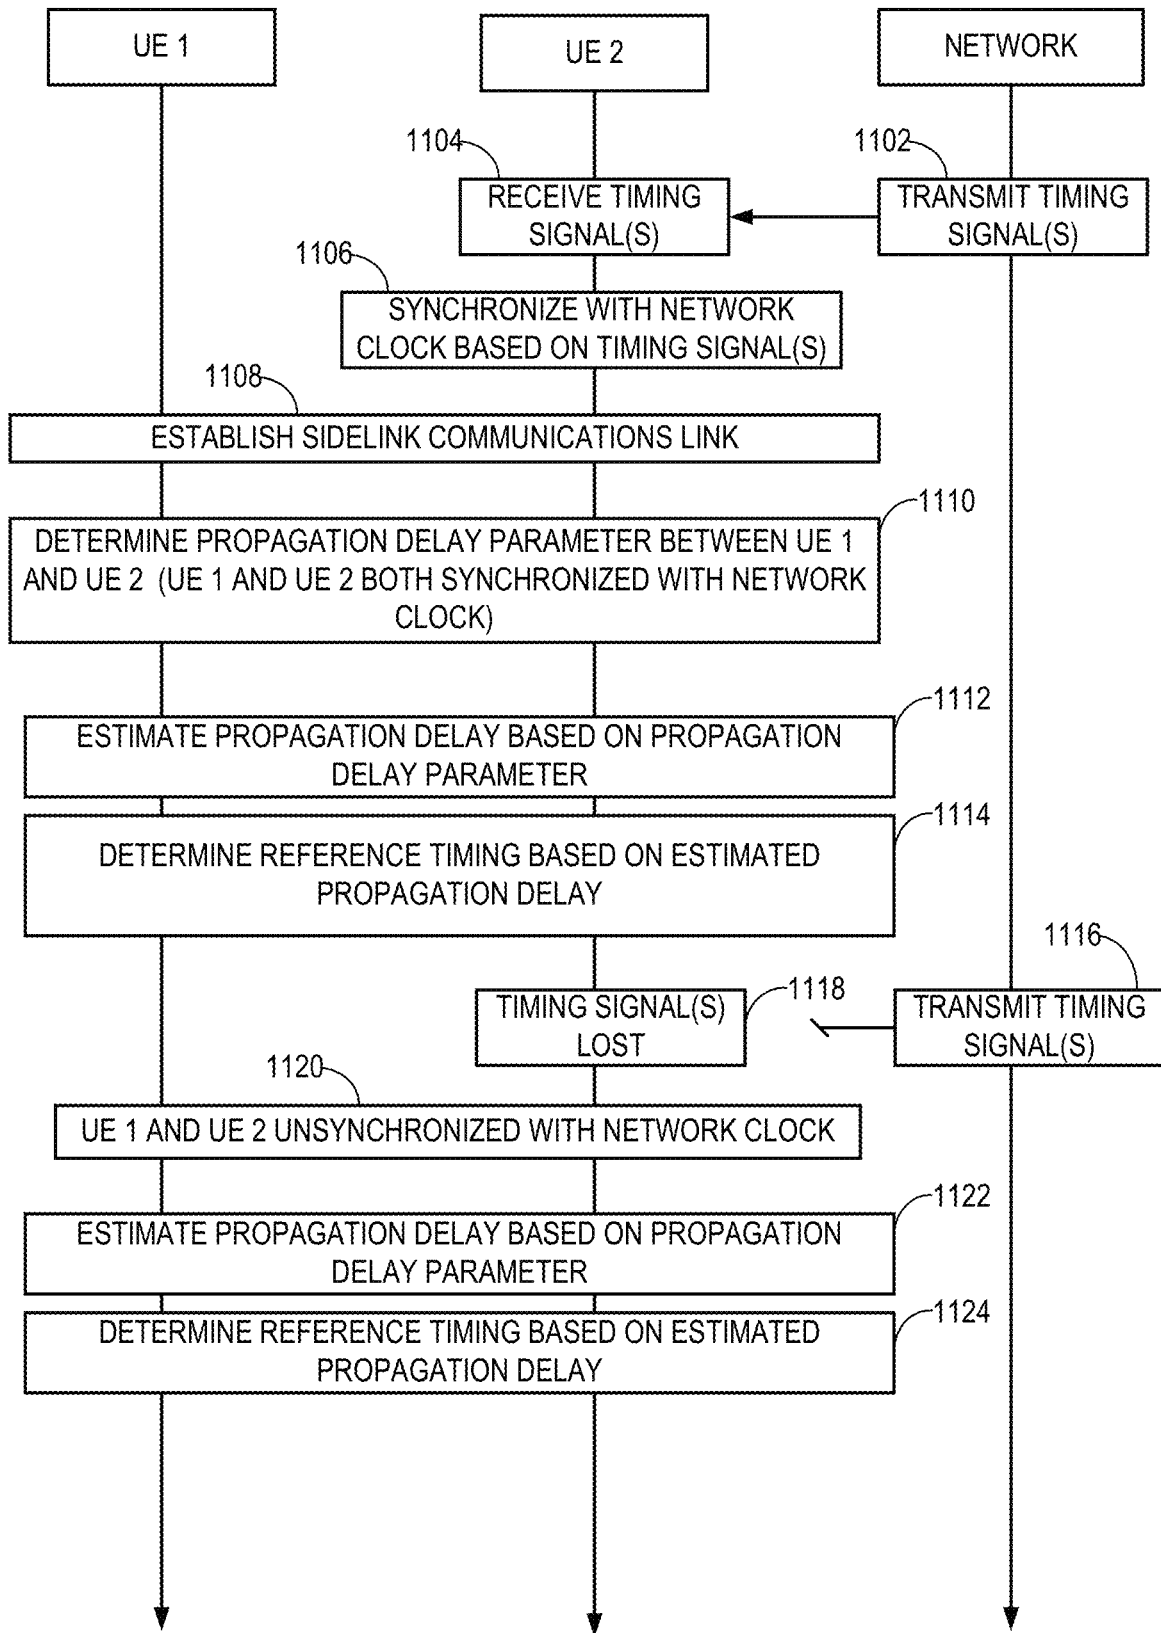 UE 1
UE 2
NETWORK
1104
1102
RECEIVE TIMING
SIGNAL(S)
TRANSMIT TIMING
SIGNAL(S)
1106
SYNCHRONIZE WITH NETWORK
CLOCK BASED ON TIMING SIGNAL(S)
1108
ESTABLISH SIDELINK COMMUNICATIONS LINK
1110
DETERMINE PROPAGATION DELAY PARAMETER BETWEEN UE 1
AND UE 2 (UE 1 AND UE 2 BOTH SYNCHRONIZED WITH NETWORK
CLOCK)
1112
ESTIMATE PROPAGATION DELAY BASED ON PROPAGATION
DELAY PARAMETER
1114
DETERMINE REFERENCE TIMING BASED ON ESTIMATED
PROPAGATION DELAY
1116
TIMING SIGNAL(S)
LOST
1118
TRANSMIT TIMING
SIGNAL(S)
1120
UE 1 AND UE 2 UNSYNCHRONIZED WITH NETWORK CLOCK
1122
ESTIMATE PROPAGATION DELAY BASED ON PROPAGATION
DELAY PARAMETER
1124
DETERMINE REFERENCE TIMING BASED ON ESTIMATED
PROPAGATION DELAY